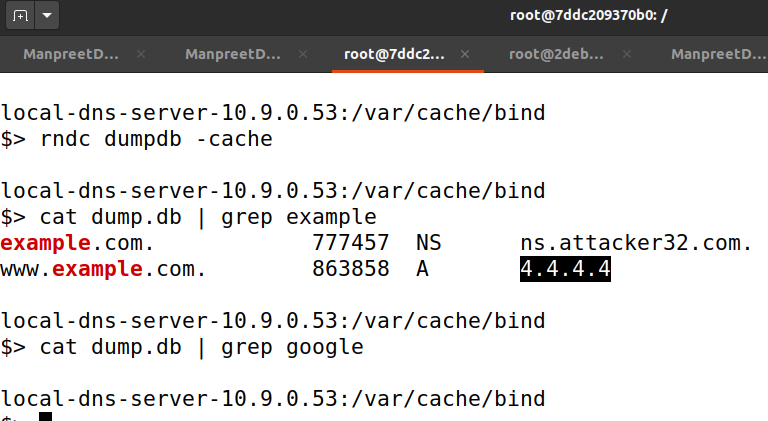 root@7ddc209370b0: /
ManpreetD... × ManpreetD... × root@7ddc2... × root@2deb... × ManpreetD...
local-dns-server-10.9.0.53:/var/cache/bind
$> rndc dumpdb -cache
local-dns-server-10.9.0.53:/var/cache/bind
$> cat dump.db | grep example
example.com. 777457 NS ns.attacker32.com.
www.example.com. 863858 A 4.4.4.4
local-dns-server-10.9.0.53:/var/cache/bind
$> cat dump.db | grep google
local-dns-server-10.9.0.53:/var/cache/bind
$>